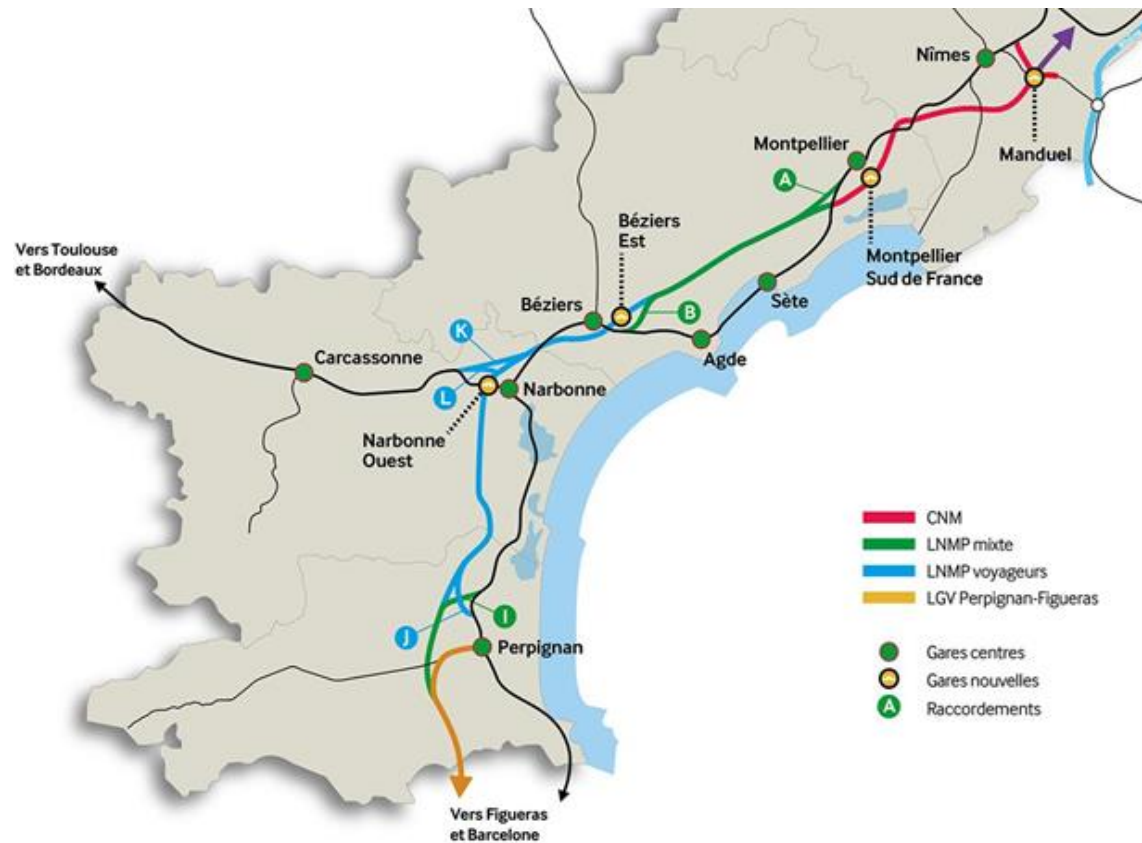 Nîmes
Manduel
Montpellier
A
Montpellier
Sud de France
Béziers
Est
Vers Toulouse
et Bordeaux
Béziers
B
Sète
Agde
K
Carcassonne
L
Narbonne
Narbonne
Ouest
CNM
LNMP mixte
LNMP voyageurs
LGV Perpignan-Figueras
I
J
Perpignan
Gares centres
Gares nouvelles
A
Raccordements
Vers Figueras
et Barcelone